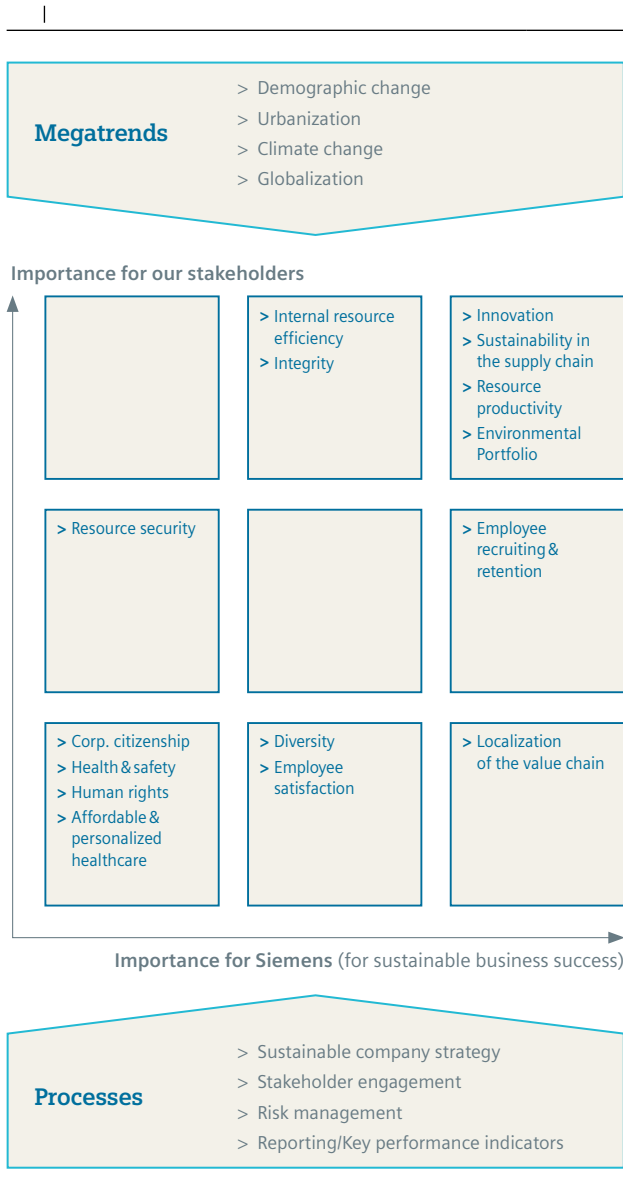 Megatrends
> Demographic change
> Urbanization
> Climate change
> Globalization
Importance for our stakeholders
> Internal resource
efficiency
> Integrity
> Innovation
> Sustainability in
the supply chain
> Resource
productivity
> Environmental
Portfolio
> Resource security
> Employee
recruiting & 
retention
> Corp. citizenship
> Health & safety
> Human rights
> Affordable &
personalized
healthcare
> Diversity
> Employee
satisfaction
> Localization
of the value chain
Importance for Siemens (for sustainable business success)
Processes
> Sustainable company strategy
> Stakeholder engagement
> Risk management
> Reporting/Key performance indicators